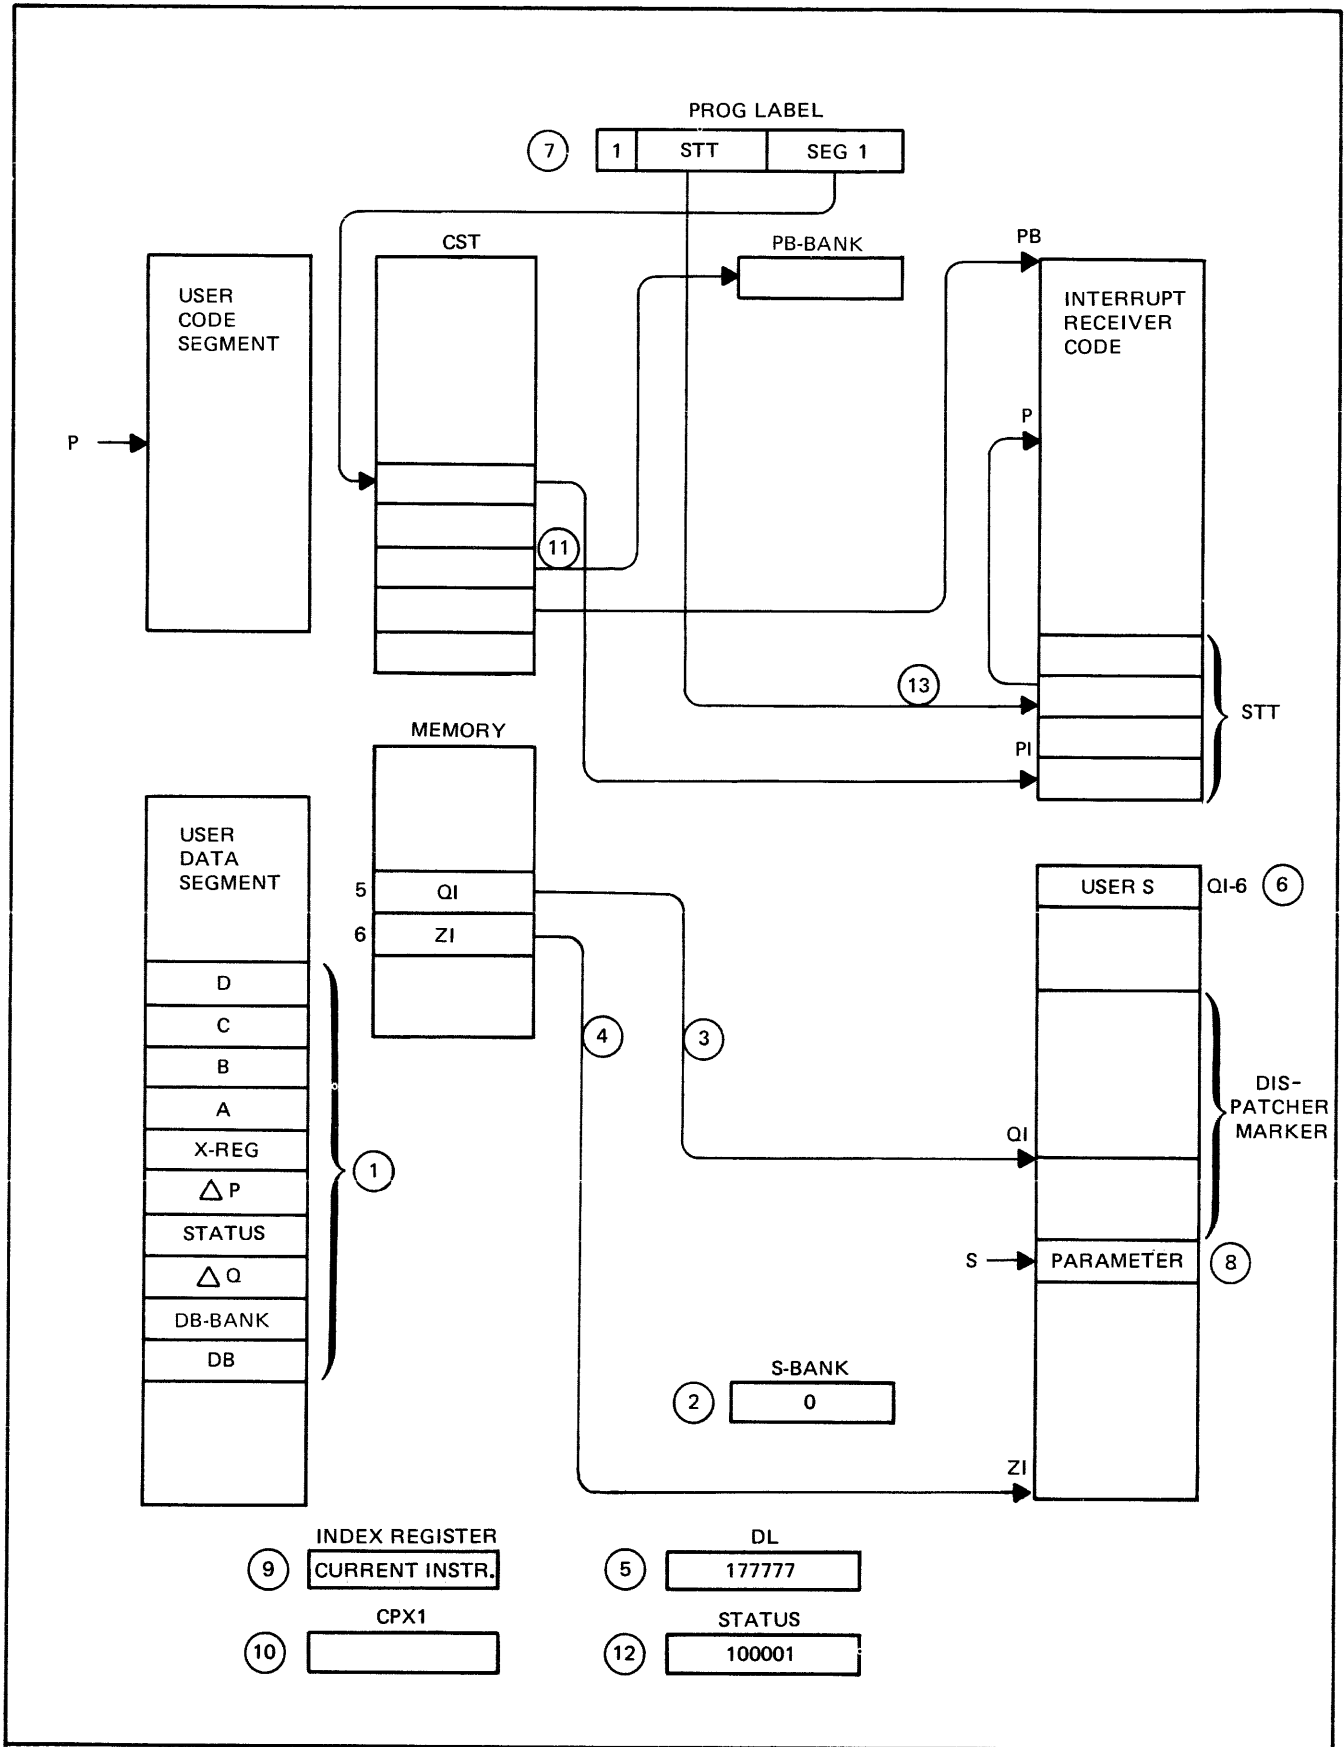 PROG LABEL
7 1 STT SEG 1
CST
PB-BANK
PB
USER
CODE
SEGMENT
INTERRUPT
RECEIVER
CODE
P
P
11
13
STT
MEMORY
PI
USER
DATA
SEGMENT
5 QI
6 ZI
USER S QI-6 6
D
C
B
A
X-REG
△ P
STATUS
△ Q
DB-BANK
DB
1
4
3
DIS-
PATCHER
MARKER
QI
S PARAMETER 8
S-BANK
2 0
ZI
INDEX REGISTER
9 CURRENT INSTR.
DL
5 177777
CPX1
10
STATUS
12 100001